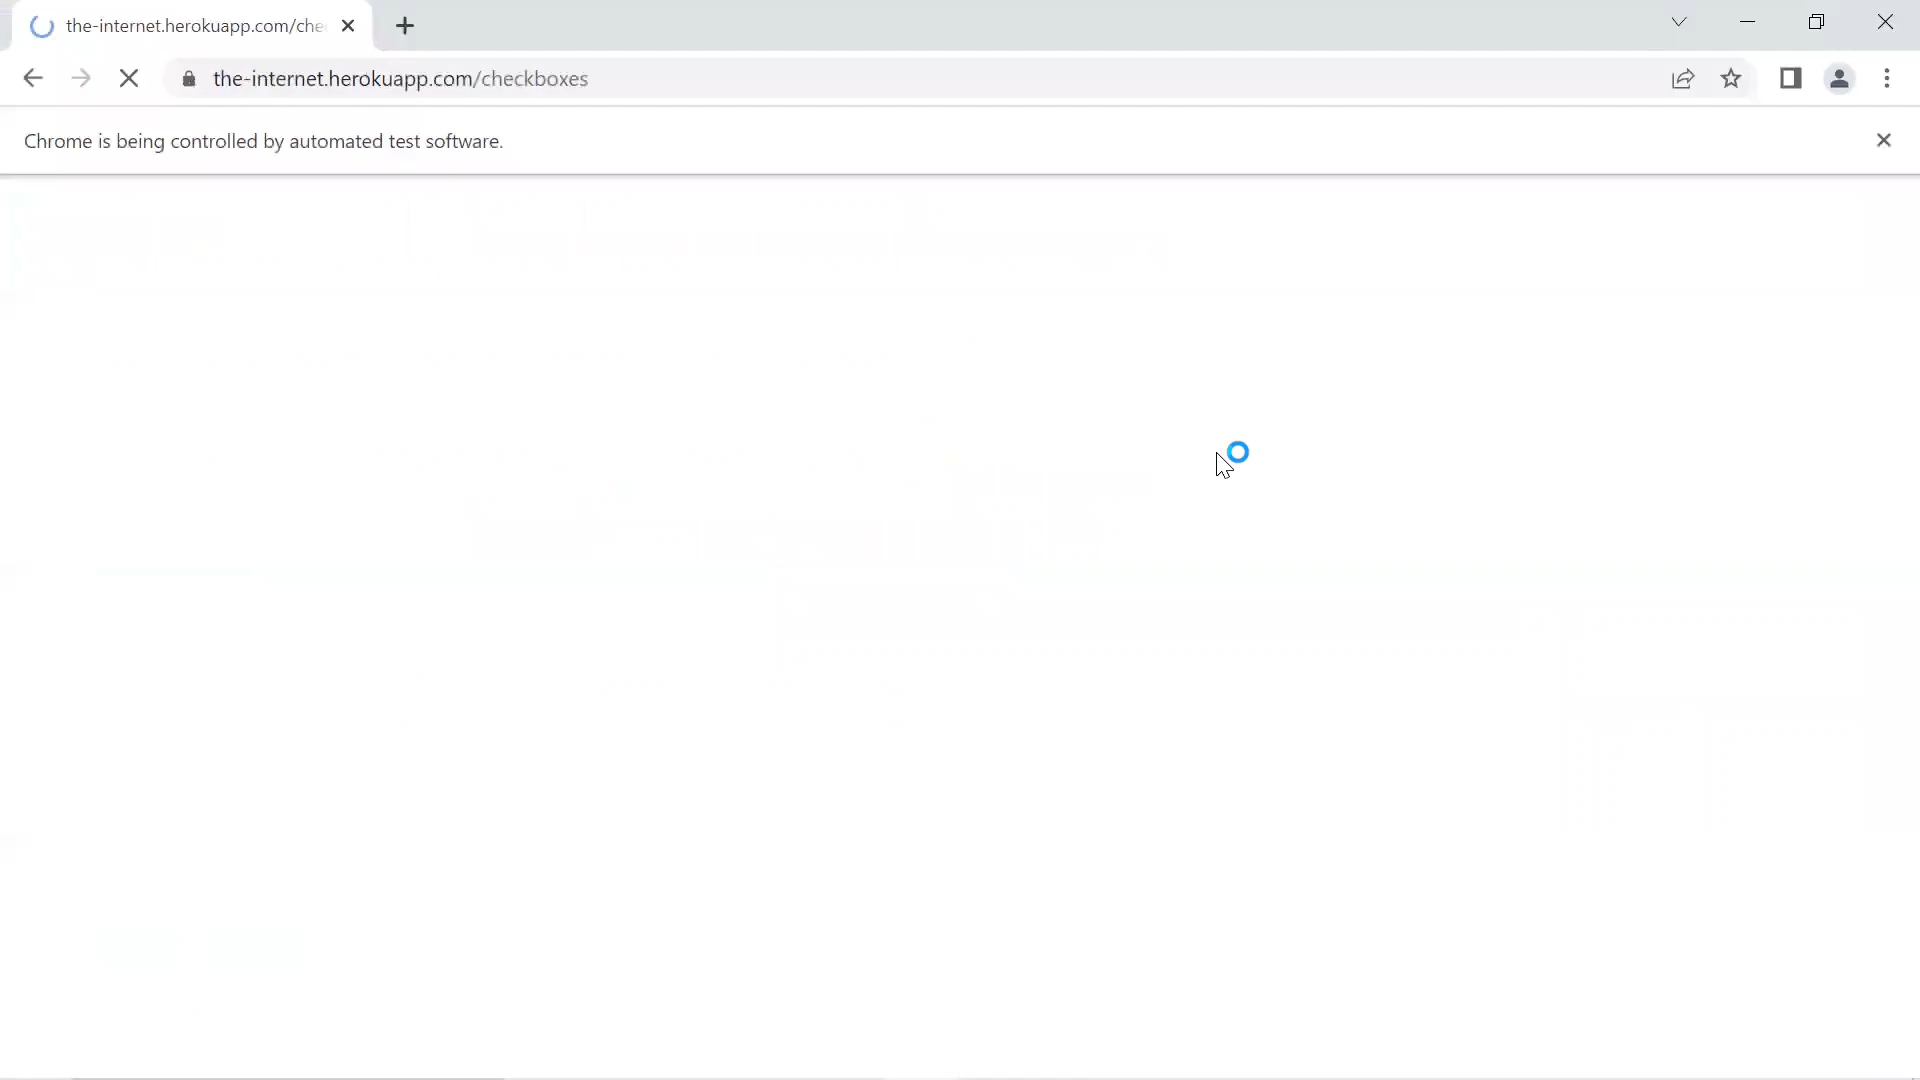 the-internet.herokuapp.com/che
the-internet.herokuapp.com/checkboxes
Chrome is being controlled by automated test software.